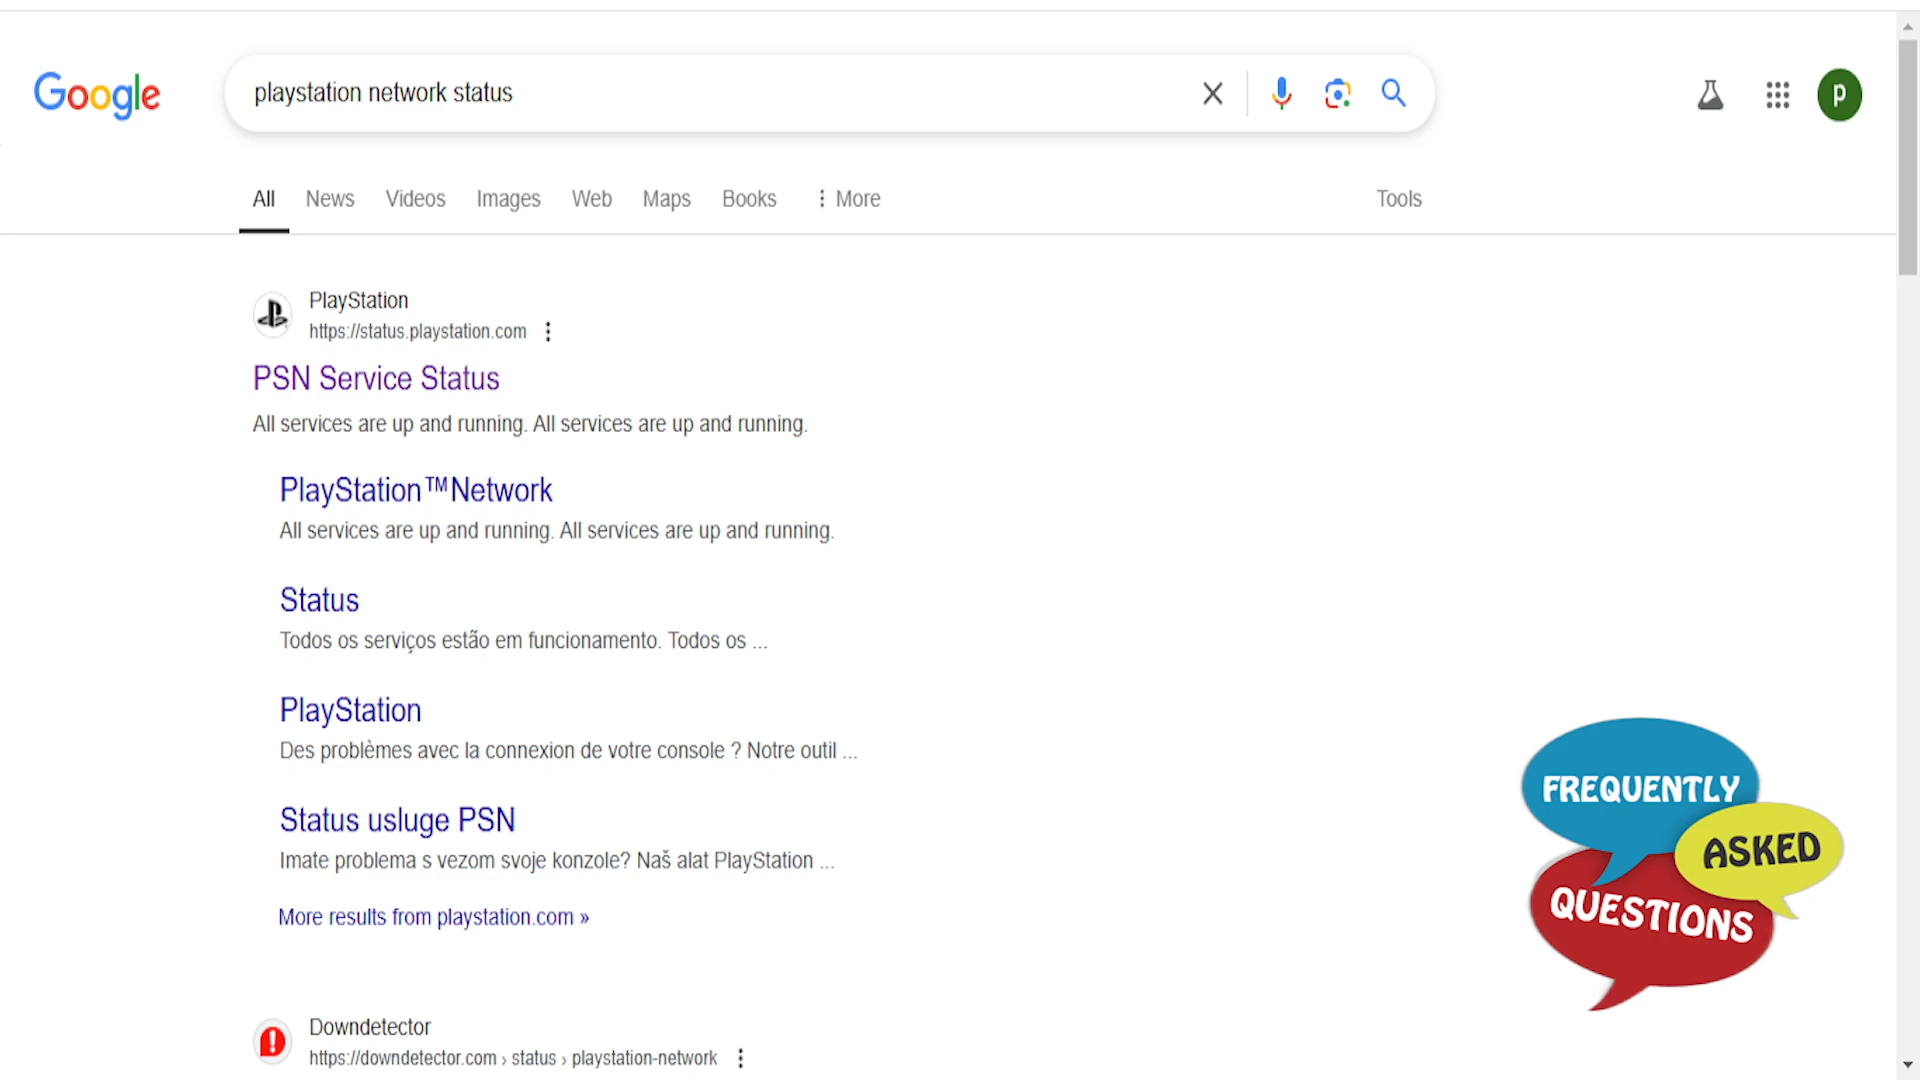 Google
playstation network status
p
All News Videos Images Web Maps Books More Tools
PlayStation
https://status.playstation.com
PSN Service Status
All services are up and running. All services are up and running.
PlayStation™Network
All services are up and running. All services are up and running.
Status
Todos os serviços estão em funcionamento. Todos os ...
PlayStation
Des problèmes avec la connexion de votre console ? Notre outil ...
Status usluge PSN
Imate problema s vezom svoje konzole? Naš alat PlayStation ...
More results from playstation.com »
FREQUENTLY
ASKED
QUESTIONS
Downdetector
https://downdetector.com › status › playstation-network